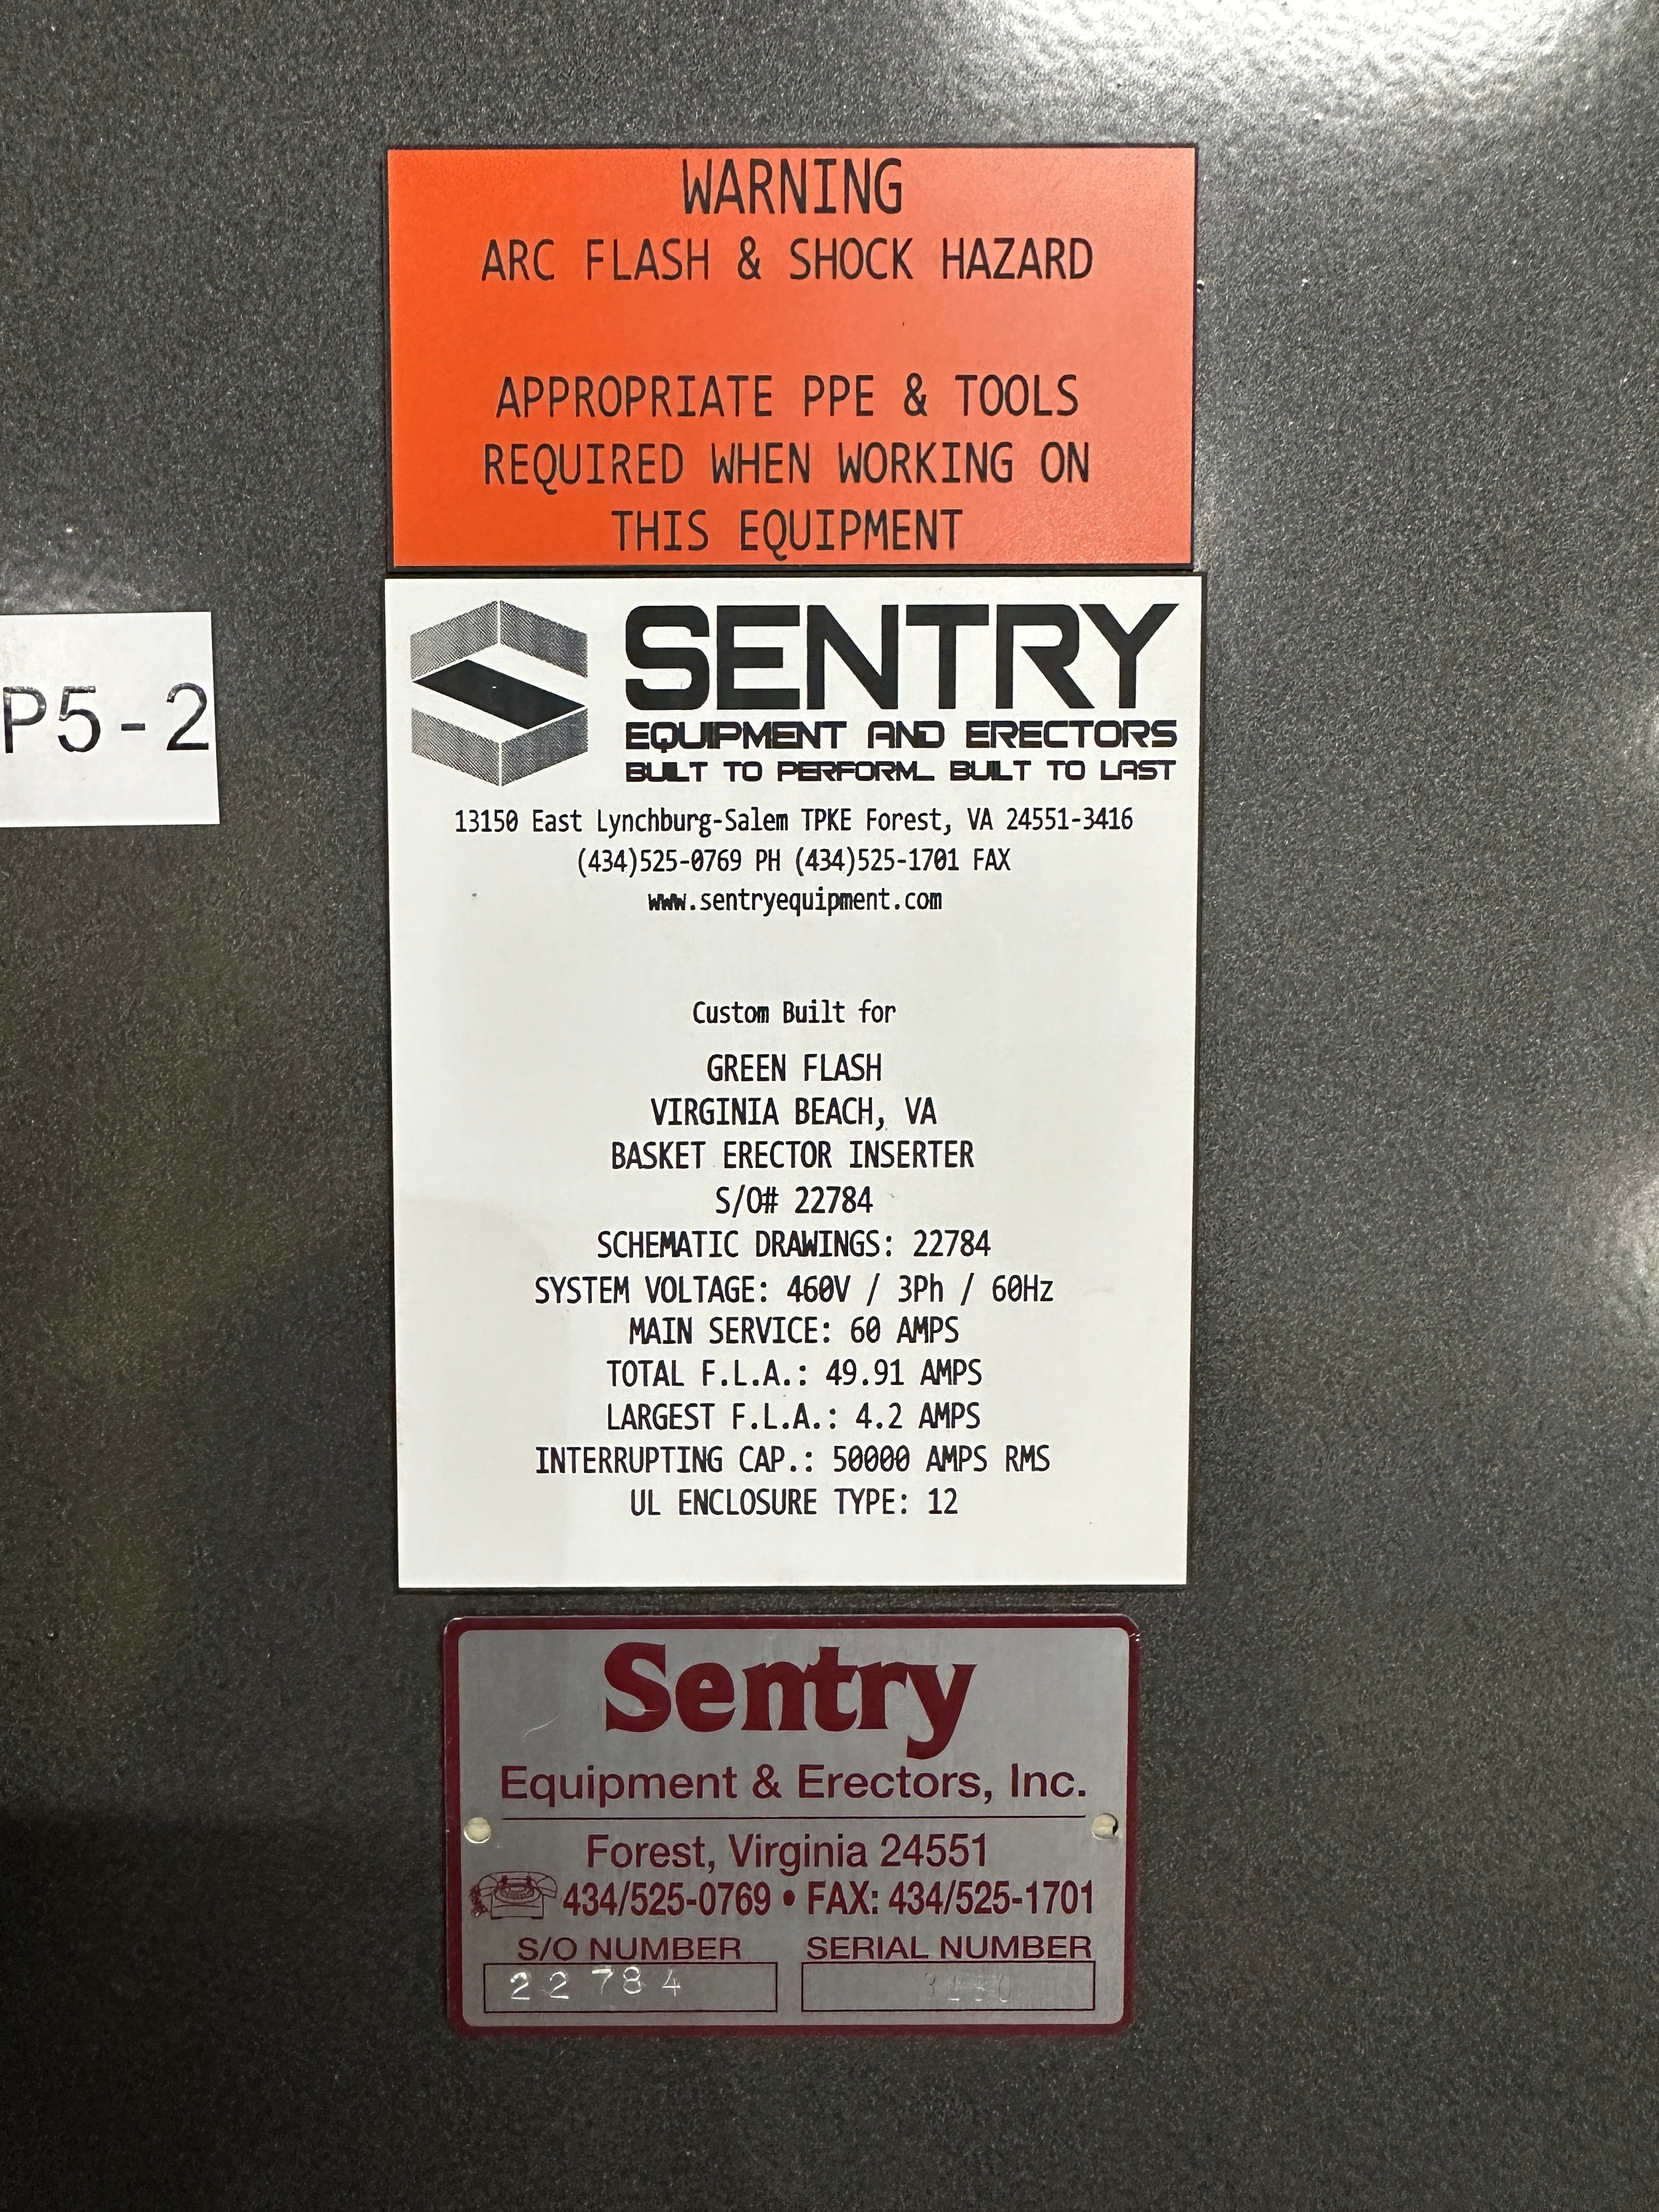 WARNING
ARC FLASH & SHOCK HAZARD
APPROPRIATE PPE & TOOLS
REQUIRED WHEN WORKING ON
THIS EQUIPMENT
P5-2
SENTRY
EQUIPMENT AND ERECTORS
BUILT TO PERFORM... BUILT TO LAST
13150 East Lynchburg-Salem TPKE Forest, VA 24551-3416
(434)525-0769 PH (434)525-1701 FAX
www.sentryequipment.com
Custom Built for
GREEN FLASH
VIRGINIA BEACH, VA
BASKET ERECTOR INSERTER
S/O# 22784
SCHEMATIC DRAWINGS: 22784
SYSTEM VOLTAGE: 460V / 3Ph / 60Hz
MAIN SERVICE: 60 AMPS
TOTAL F.L.A.: 49.91 AMPS
LARGEST F.L.A.: 4.2 AMPS
INTERRUPTING CAP.: 50000 AMPS RMS
UL ENCLOSURE TYPE: 12
Sentry
Equipment & Erectors, Inc.
Forest, Virginia 24551
434/525-0769 • FAX: 434/525-1701
S/O NUMBER SERIAL NUMBER
22784